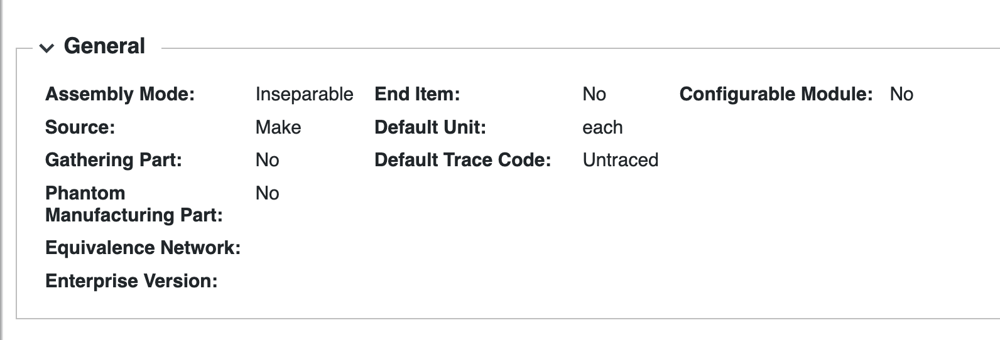 General
Assembly Mode: Inseparable End Item: No Configurable Module: No
Source: Make Default Unit: each
Gathering Part: No Default Trace Code: Untraced
Phantom No
Manufacturing Part:
Equivalence Network:
Enterprise Version: